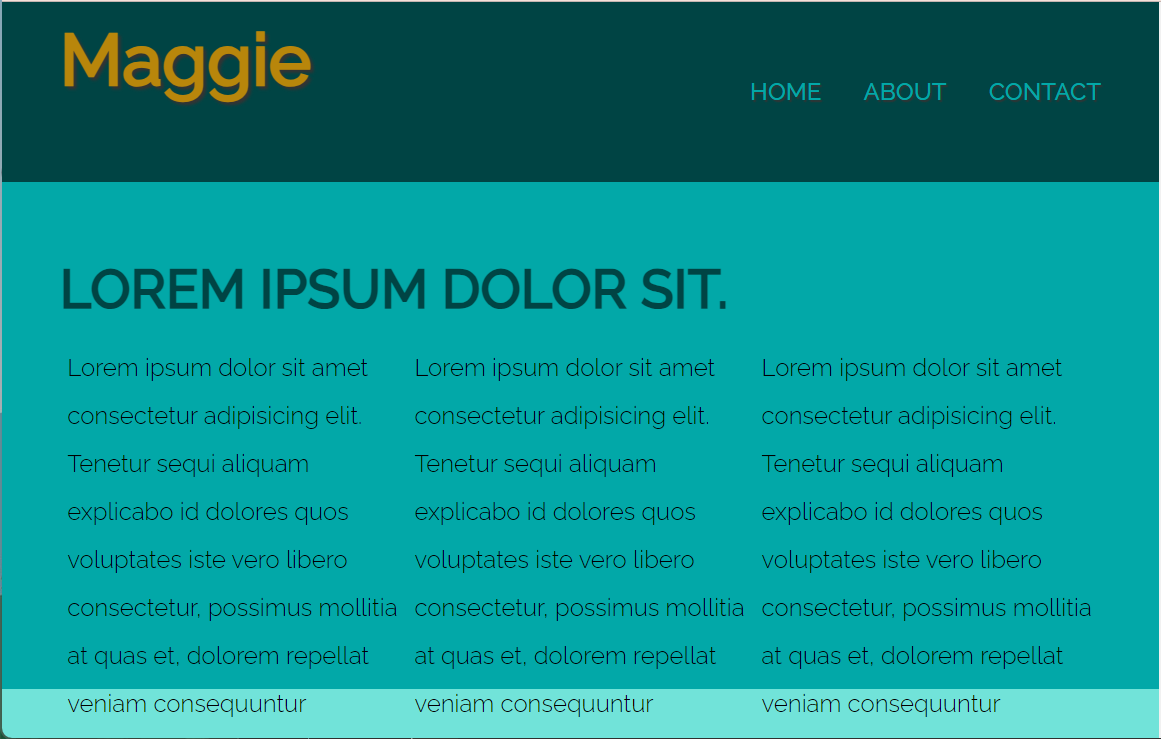 Maggie
HOME ABOUT CONTACT
LOREM IPSUM DOLOR SIT.
Lorem ipsum dolor sit amet
consectetur adipisicing elit.
Tenetur sequi aliquam
explicabo id dolores quos
voluptates iste vero libero
consectetur, possimus mollitia
at quas et, dolorem repellat
veniam consequuntur
Lorem ipsum dolor sit amet
consectetur adipisicing elit.
Tenetur sequi aliquam
explicabo id dolores quos
voluptates iste vero libero
consectetur, possimus mollitia
at quas et, dolorem repellat
veniam consequuntur
Lorem ipsum dolor sit amet
consectetur adipisicing elit.
Tenetur sequi aliquam
explicabo id dolores quos
voluptates iste vero libero
consectetur, possimus mollitia
at quas et, dolorem repellat
veniam consequuntur